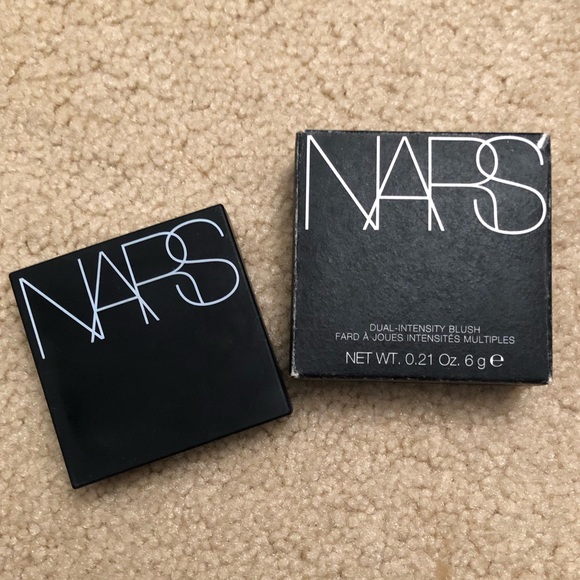 NARS
NARS
DUAL-INTENSITY BLUSH
FARD À JOUES INTENSITÉS MULTIPLES
NET WT. 0.21 Oz. 6 g ℮